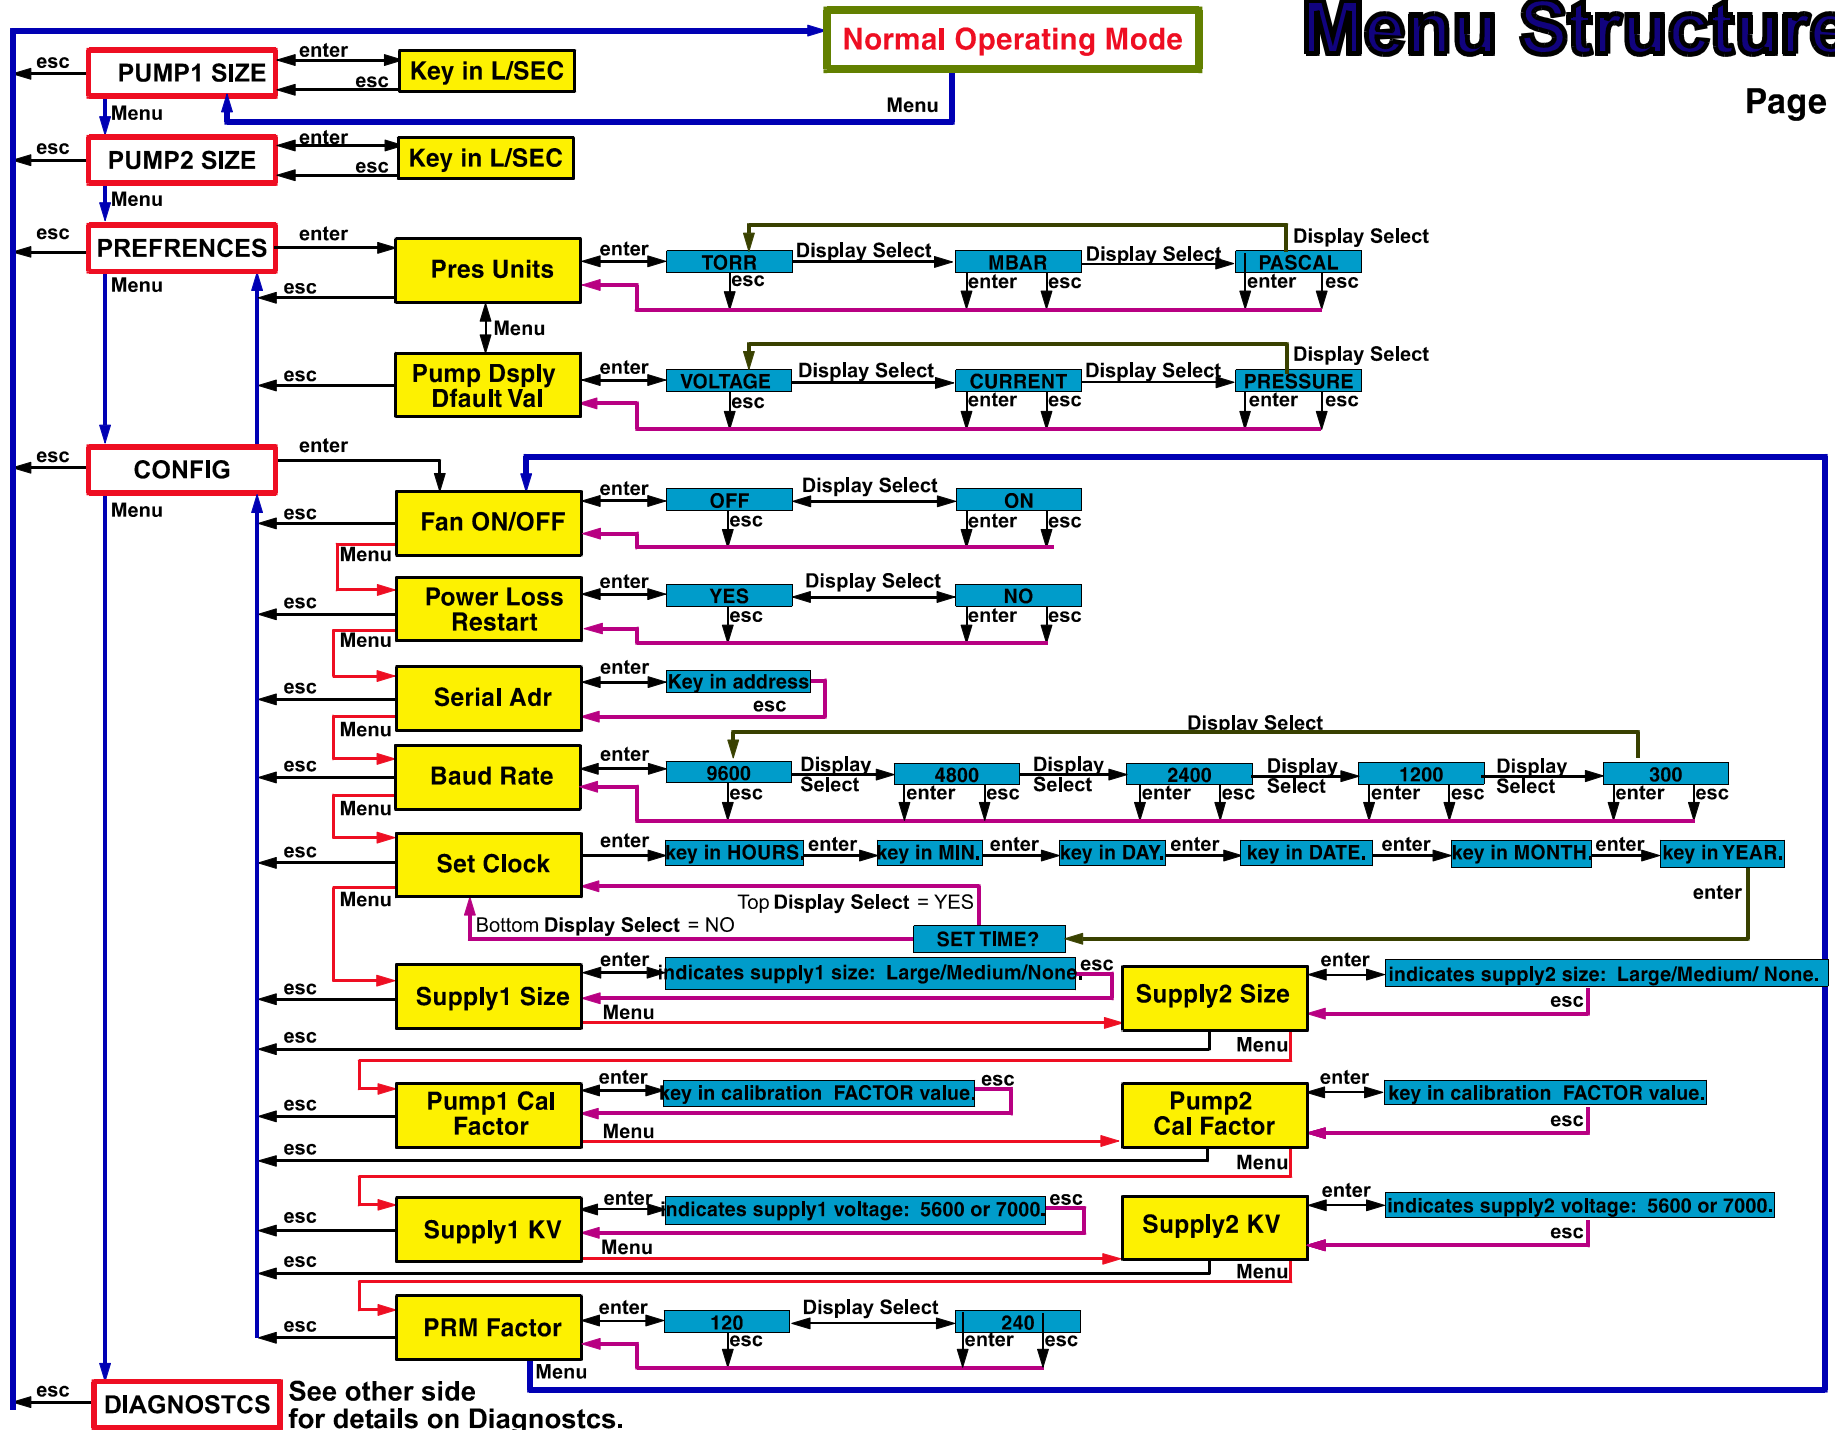 Menu Structure
Page
Normal Operating Mode
esc
PUMP1 SIZE
enter
esc
Key in L/SEC
Menu
Menu
esc
PUMP2 SIZE
enter
esc
Key in L/SEC
Menu
esc
PREFRENCES
enter
Menu
esc
Pres Units
enter
TORR
Display Select
MBAR
Display Select
PASCAL
Display Select
esc
enter
esc
enter
esc
Menu
esc
Pump Dsply
Dfault Val
enter
VOLTAGE
Display Select
CURRENT
Display Select
PRESSURE
Display Select
esc
enter
esc
enter
esc
esc
CONFIG
enter
Menu
esc
Fan ON/OFF
enter
OFF
Display Select
ON
esc
enter
esc
Menu
esc
Power Loss
Restart
enter
YES
Display Select
NO
esc
enter
esc
Menu
esc
Serial Adr
enter
Key in address
esc
Menu
esc
Baud Rate
enter
Display Select
9600
Display
Select
4800
Display
Select
2400
Display
Select
1200
Display
Select
300
esc
enter
esc
enter
esc
enter
esc
enter
esc
Menu
esc
Set Clock
enter
key in HOURS.
enter
key in MIN.
enter
key in DAY.
enter
key in DATE.
enter
key in MONTH.
enter
key in YEAR.
enter
Menu
Top Display Select = YES
Bottom Display Select = NO
SET TIME?
esc
Supply1 Size
enter
indicates supply1 size: Large/Medium/None.
esc
Menu
Supply2 Size
enter
indicates supply2 size: Large/Medium/ None.
esc
esc
Menu
esc
Pump1 Cal
Factor
enter
key in calibration FACTOR value.
esc
Menu
Pump2
Cal Factor
enter
key in calibration FACTOR value.
esc
esc
Menu
esc
Supply1 KV
enter
indicates supply1 voltage: 5600 or 7000.
esc
Menu
Supply2 KV
enter
indicates supply2 voltage: 5600 or 7000.
esc
esc
Menu
esc
PRM Factor
enter
120
Display Select
240
esc
enter
esc
Menu
esc
DIAGNOSTCS
See other side
for details on Diagnostcs.